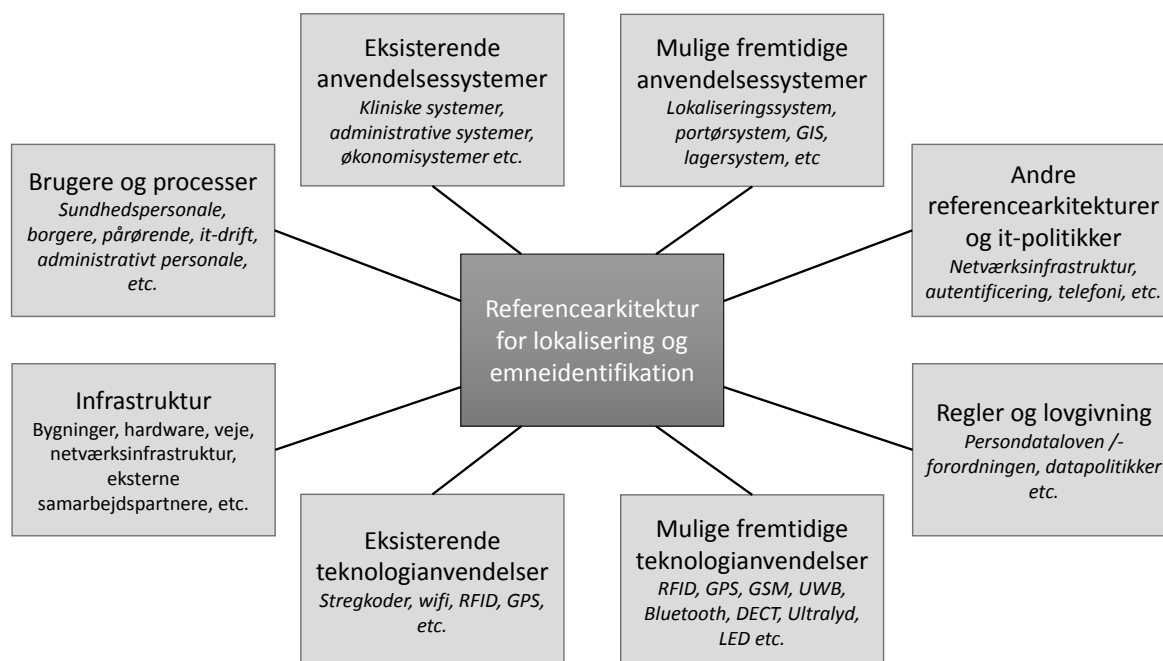 Eksisterende
anvendelsessystemer
Kliniske systemer,
administrative systemer,
økonomisystemer etc.
Mulige fremtidige
anvendelsessystemer
Lokaliseringssystem,
portørsystem, GIS,
lagersystem, etc
Brugere og processer
Sundhedspersonale,
borgere, pårørende, it-drift,
administrativt personale,
etc.
Andre
referencearkitekturer
og it-politikker
Netværksinfrastruktur,
autentificering, telefoni, etc.
Referencearkitektur
for lokalisering og
emneidentifikation
Infrastruktur
Bygninger, hardware, veje,
netværksinfrastruktur,
eksterne
samarbejdspartnere, etc.
Regler og lovgivning
Persondataloven /-
forordningen, datapolitikker
etc.
Eksisterende
teknologianvendelser
Stregkoder, wifi, RFID, GPS,
etc.
Mulige fremtidige
teknologianvendelser
RFID, GPS, GSM, UWB,
Bluetooth, DECT, Ultralyd,
LED etc.